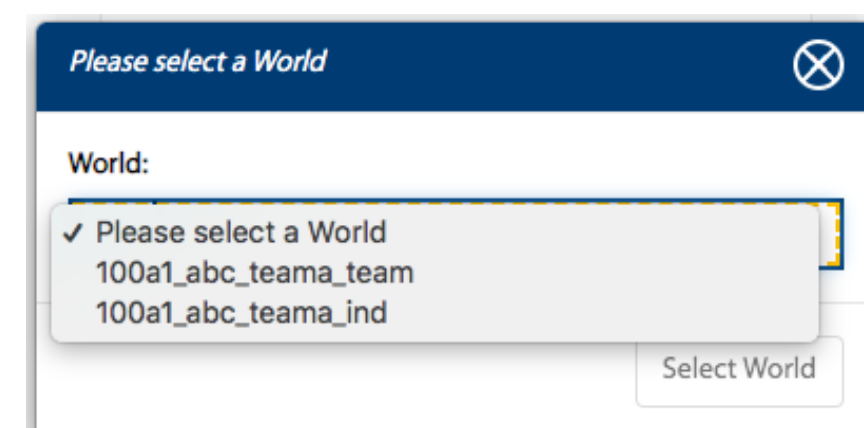 Please select a World
World:
✓ Please select a World
100a1_abc_teama_team
100a1_abc_teama_ind
Select World